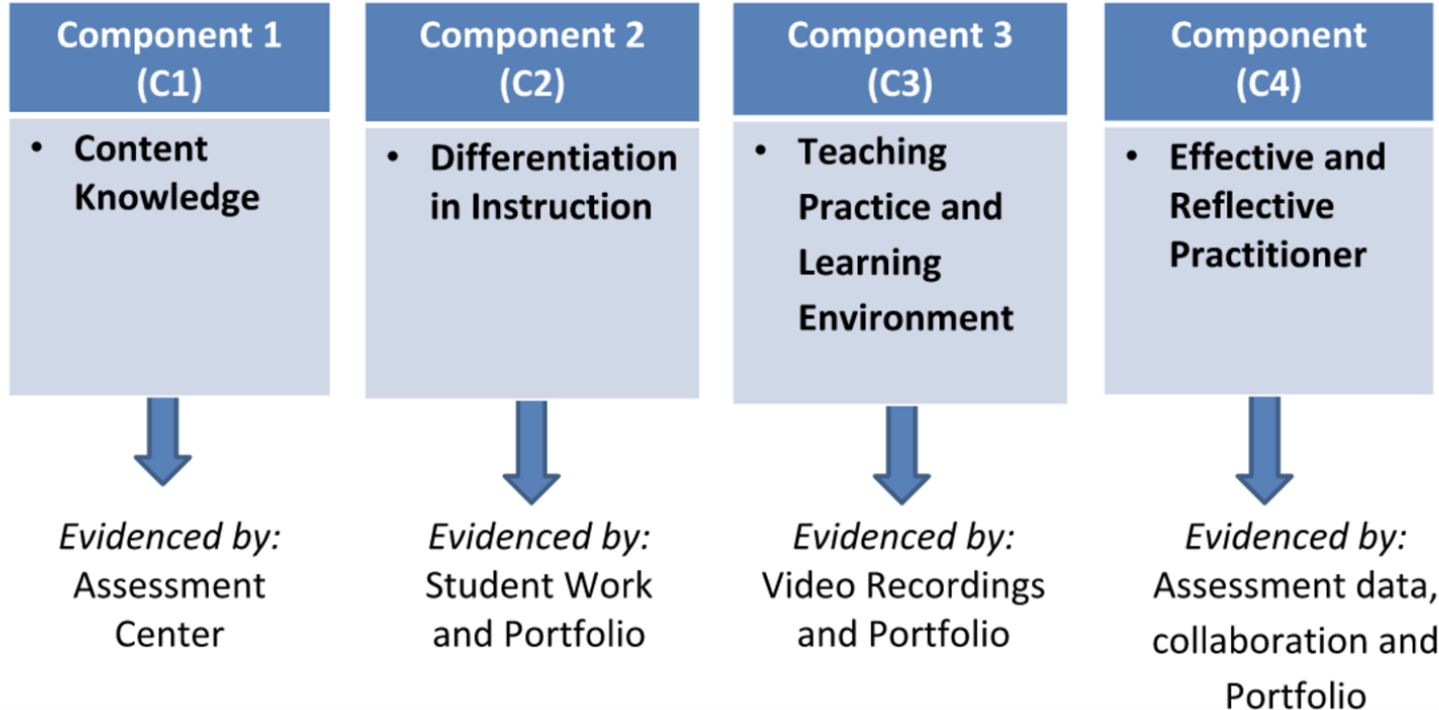 Component 1
(C1)
• Content
Knowledge
Evidenced by:
Assessment
Center
Component 2
(C2)
• Differentiation
in Instruction
Evidenced by:
Student Work
and Portfolio
Component 3
(C3)
• Teaching
Practice and
Learning
Environment
Evidenced by:
Video Recordings
and Portfolio
Component
(C4)
• Effective and
Reflective
Practitioner
Evidenced by:
Assessment data,
collaboration and
Portfolio